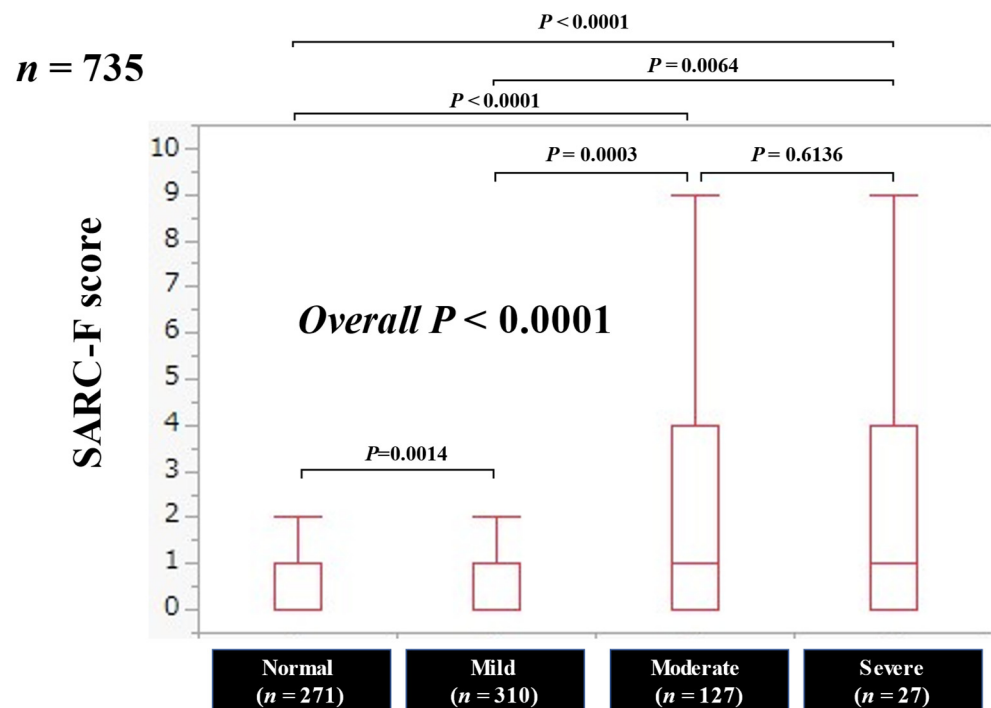 P < 0.0001
n = 735
P = 0.0064
P < 0.0001
P = 0.0003
P = 0.6136
10
9
8
7
6
5
4
3
2
1
0
SARC-F score
Overall P < 0.0001
P=0.0014
Normal
(n = 271)
Mild
(n = 310)
Moderate
(n = 127)
Severe
(n = 27)